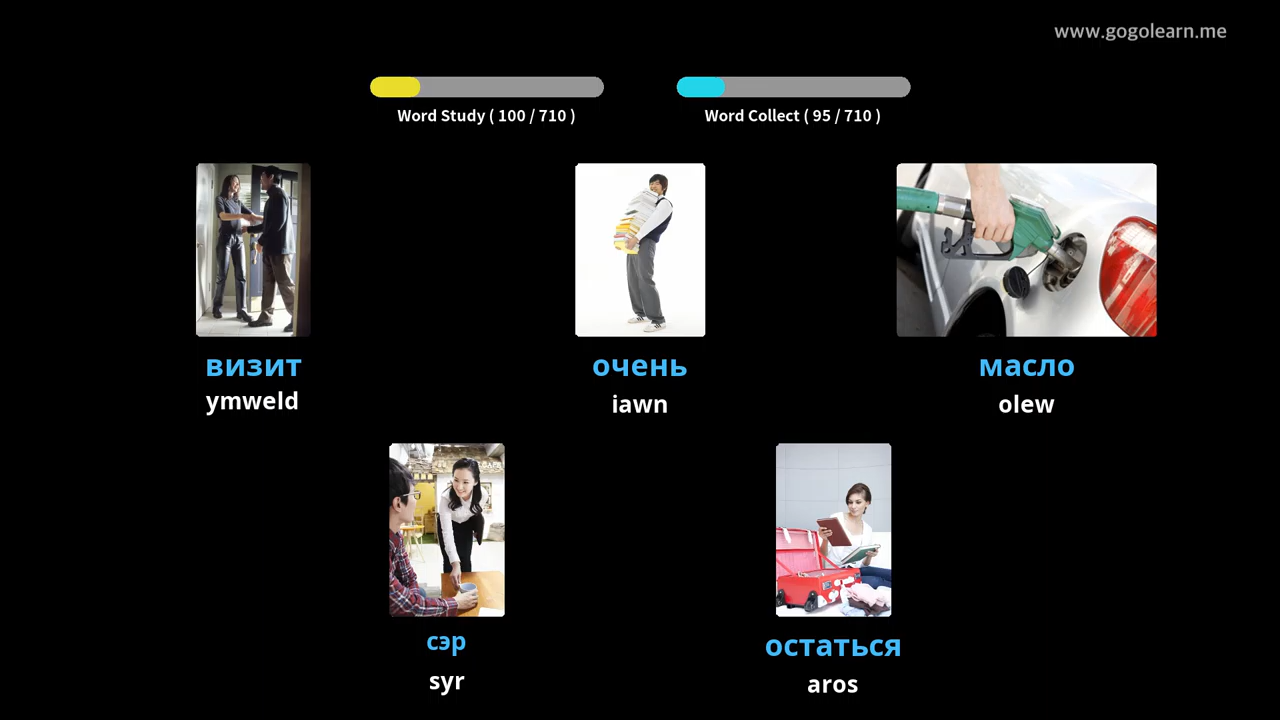 www.gogolearn.me
Word Study ( 100 / 710 )
Word Collect ( 95 / 710 )
визит
ymweld
очень
iawn
масло
olew
сэр
syr
остаться
aros